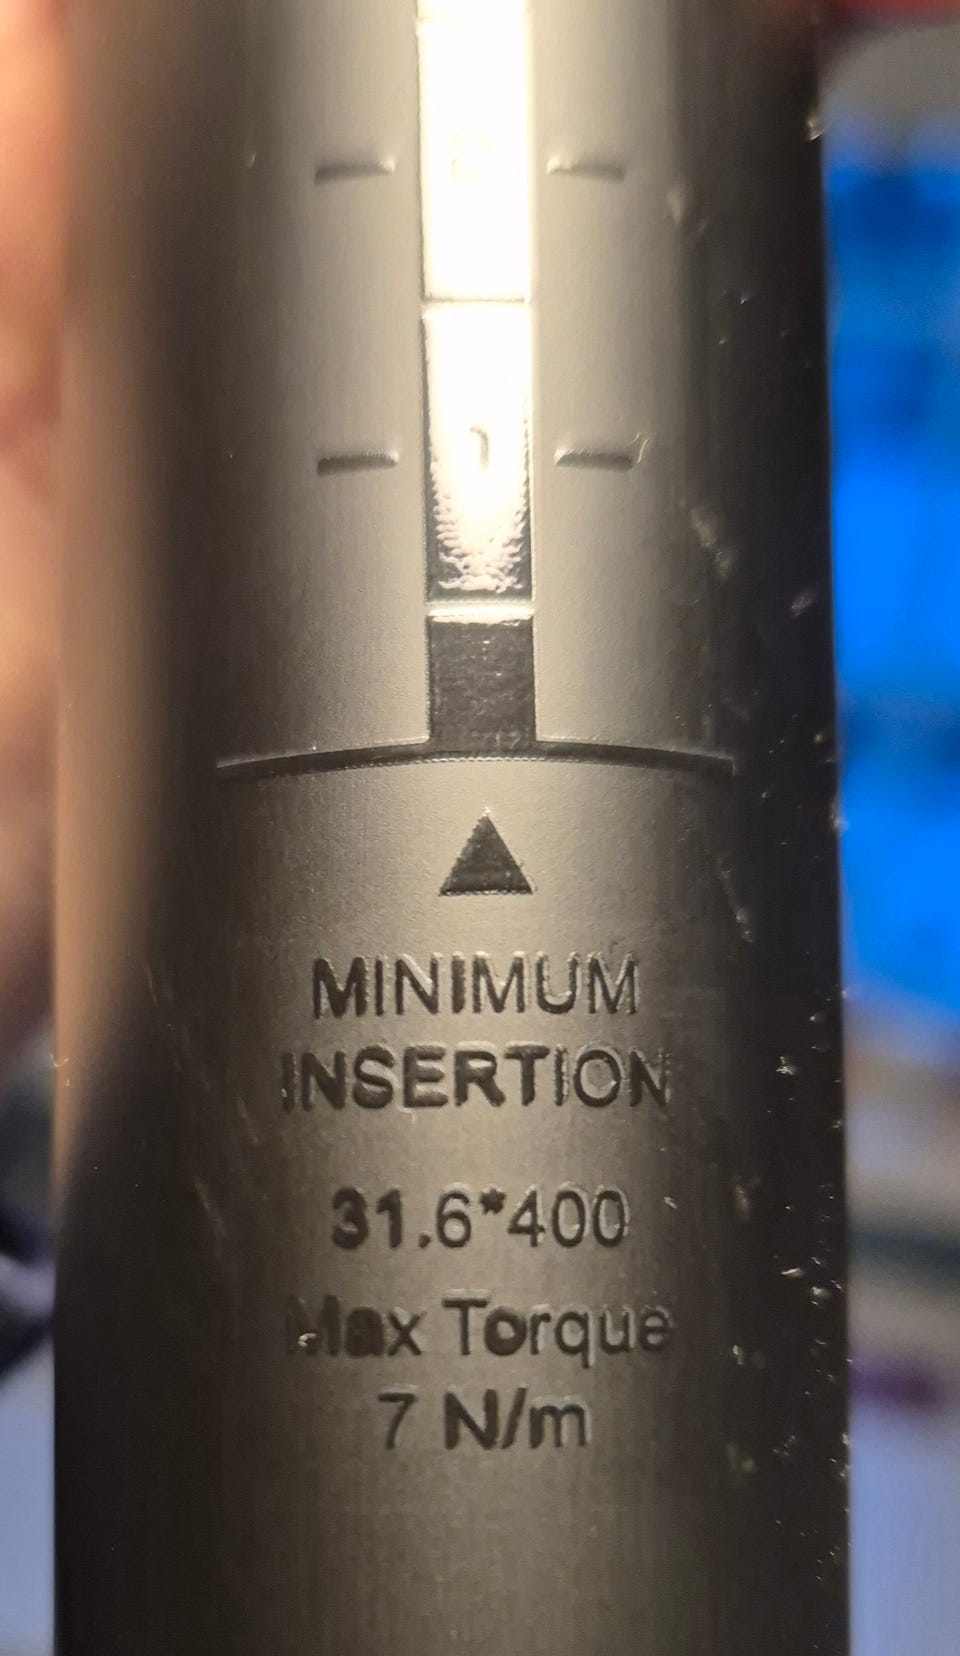 MINIMUM
INSERTION
31.6*400
Max Torque
7 N/m